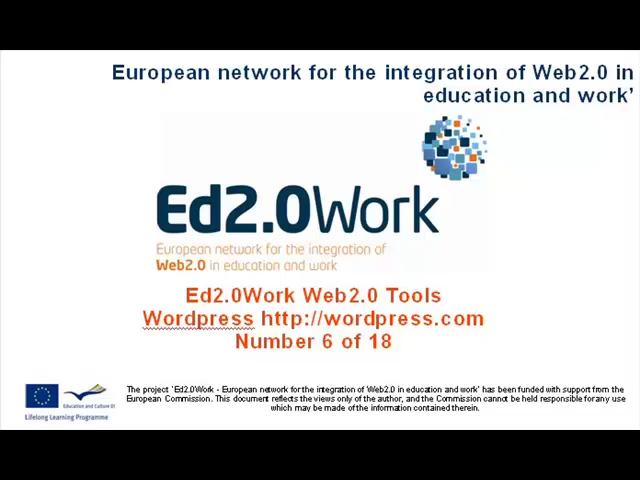 European network for the integration of Web2.0 in
education and work’
Ed2.0Work
European network for the integration of
Web2.0 in education and work
Ed2.0Work Web2.0 Tools
Wordpress http://wordpress.com
Number 6 of 18
Education and Culture DG
Lifelong Learning Programme
The project 'Ed2.0Work - European network for the integration of Web2.0 in education and work' has been funded with support from the
European Commission. This document reflects the views only of the author, and the Commission cannot be held responsible for any use
which may be made of the information contained therein.